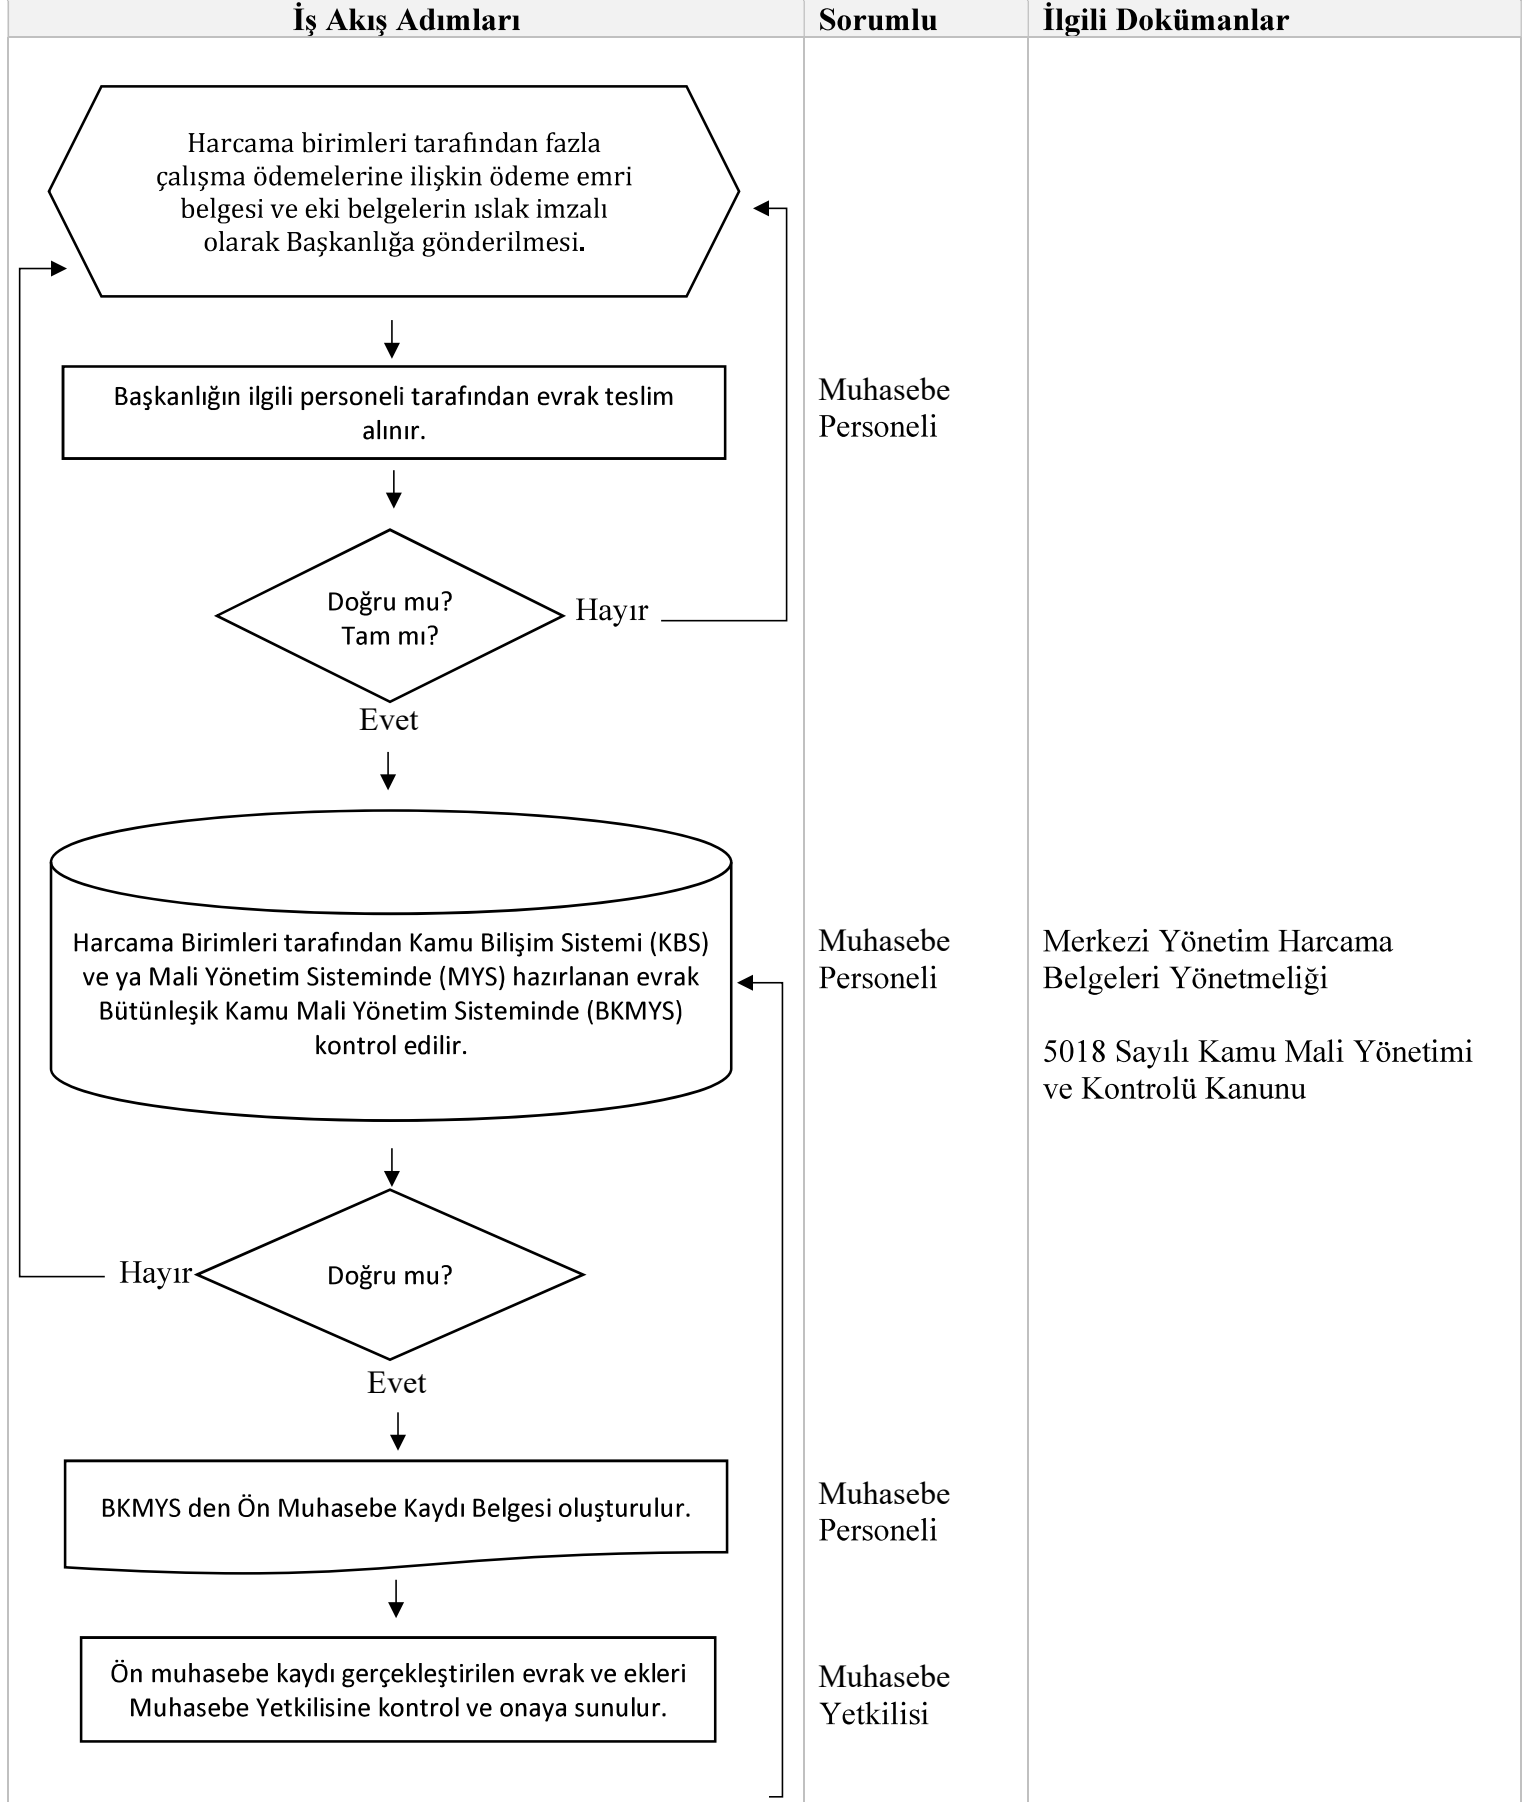 İş Akış Adımları
Sorumlu
İlgili Dokümanlar
Harcama birimleri tarafından fazla
çalışma ödemelerine ilişkin ödeme emri
belgesi ve eki belgelerin ıslak imzalı
olarak Başkanlığa gönderilmesi.
Başkanlığın ilgili personeli tarafından evrak teslim
alınır.
Muhasebe
Personeli
Doğru mu?
Tam mı?
Hayır
Evet
Harcama Birimleri tarafından Kamu Bilişim Sistemi (KBS)
ve ya Mali Yönetim Sisteminde (MYS) hazırlanan evrak
Bütünleşik Kamu Mali Yönetim Sisteminde (BKMYS)
kontrol edilir.
Muhasebe
Personeli
Merkezi Yönetim Harcama
Belgeleri Yönetmeliği
5018 Sayılı Kamu Mali Yönetimi
ve Kontrolü Kanunu
Hayır
Doğru mu?
Evet
BKMYS den Ön Muhasebe Kaydı Belgesi oluşturulur.
Muhasebe
Personeli
Ön muhasebe kaydı gerçekleştirilen evrak ve ekleri
Muhasebe Yetkilisine kontrol ve onaya sunulur.
Muhasebe
Yetkilisi